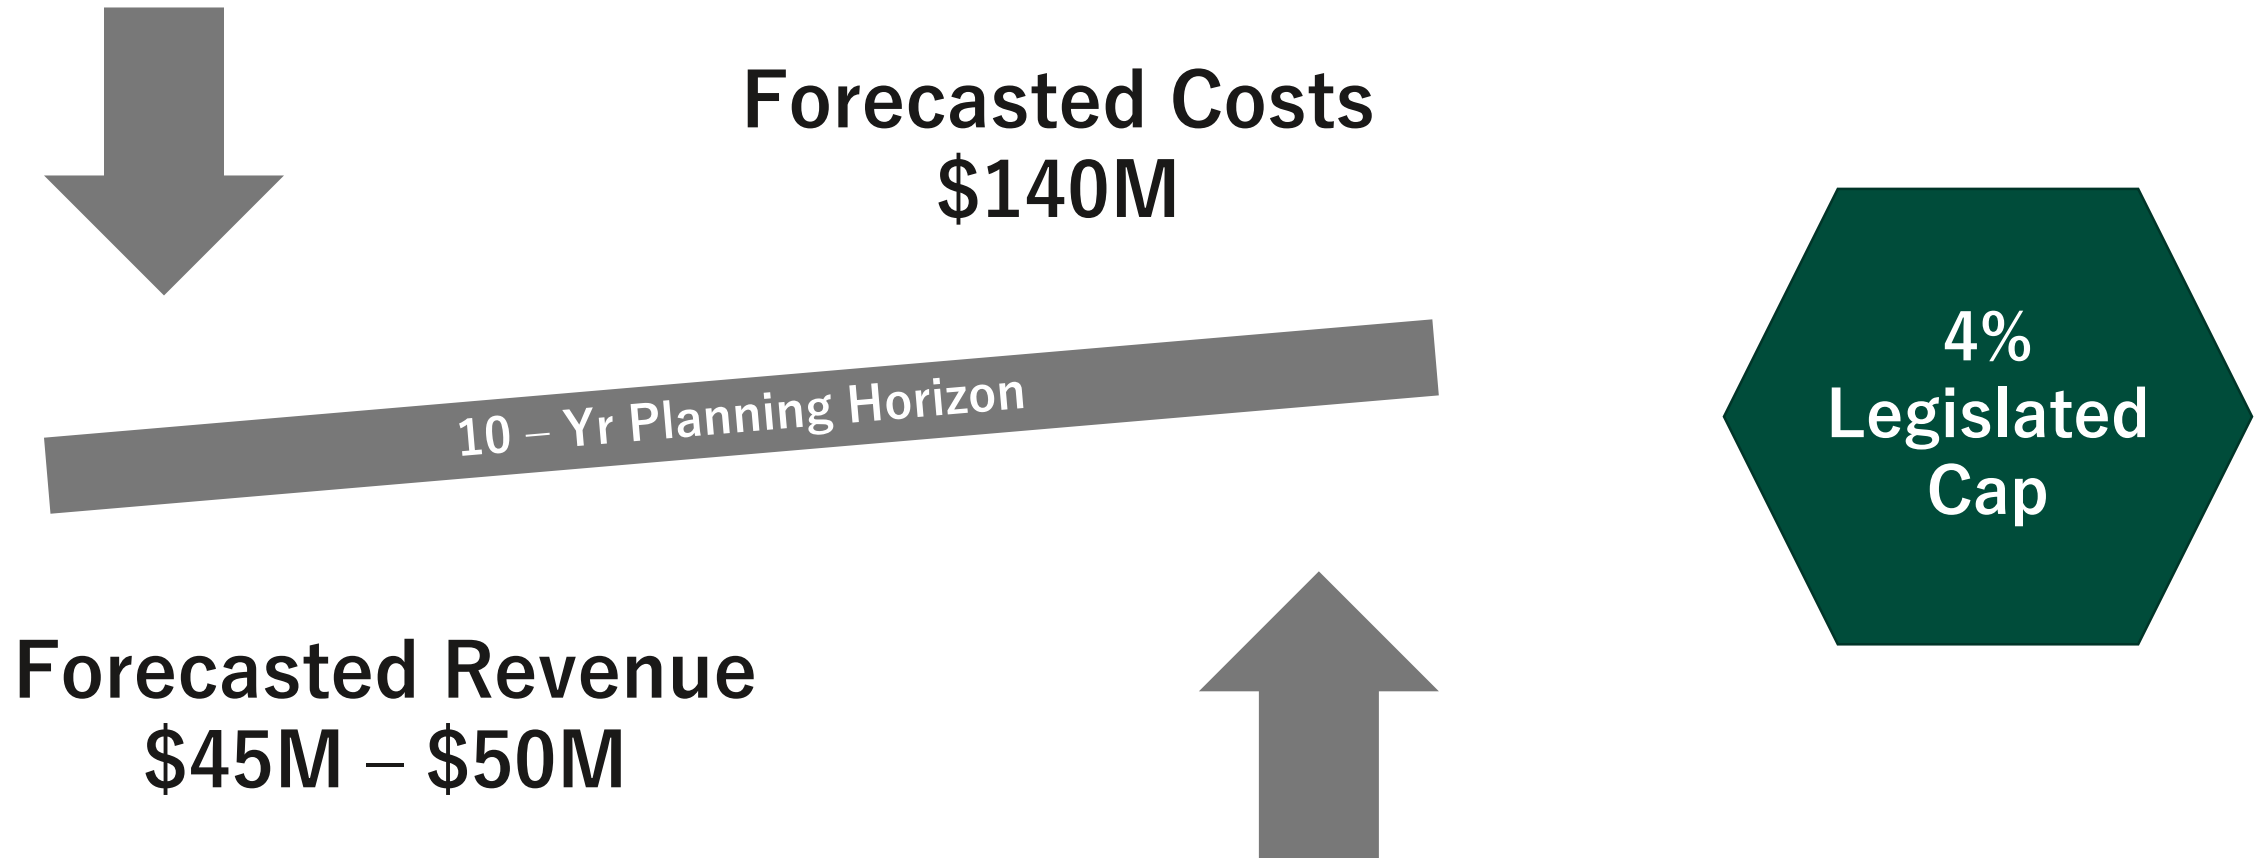 Forecasted Costs
$140M
10 – Yr Planning Horizon
Forecasted Revenue
$45M – $50M
4%
Legislated
Cap